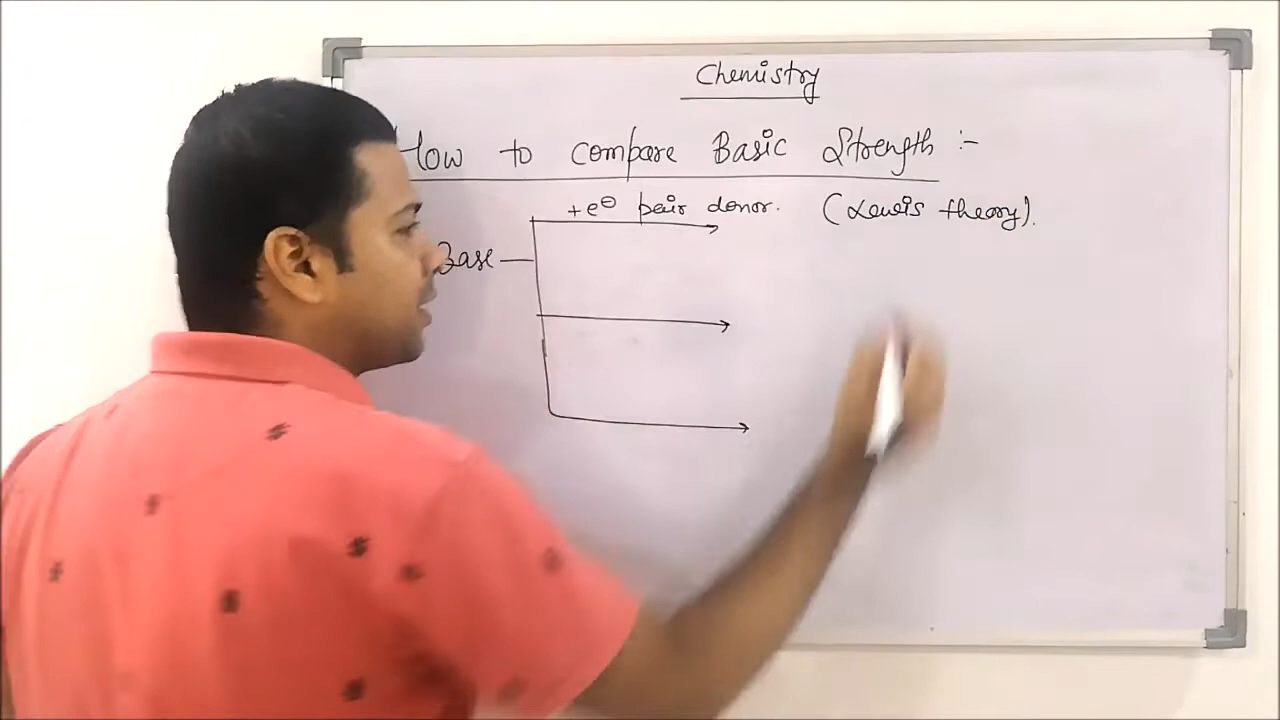 Chemistry
How to compare Basic Strength :-
+e⊖ pair donor. (Lewis theory).
Base